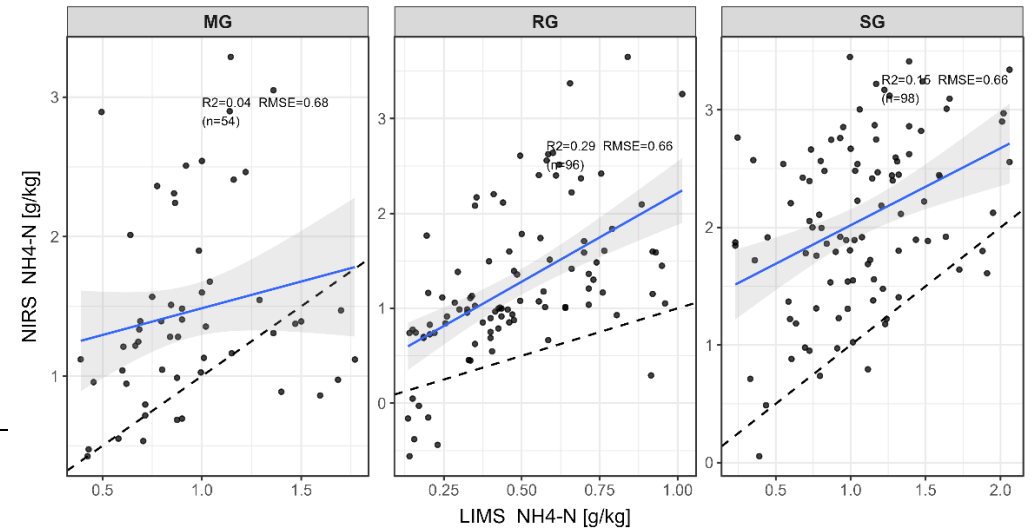 MG
RG
SG
R2=0.04 RMSE=0.68
(n=54)
R2=0.29 RMSE=0.66
(n=96)
R2=0.15 RMSE=0.66
(n=98)
NIRS NH4-N [g/kg]
3
2
1
3
2
1
0
3
2
1
0
0.5 1.0 1.5
0.25 0.50 0.75 1.00
0.5 1.0 1.5 2.0
LIMS NH4-N [g/kg]